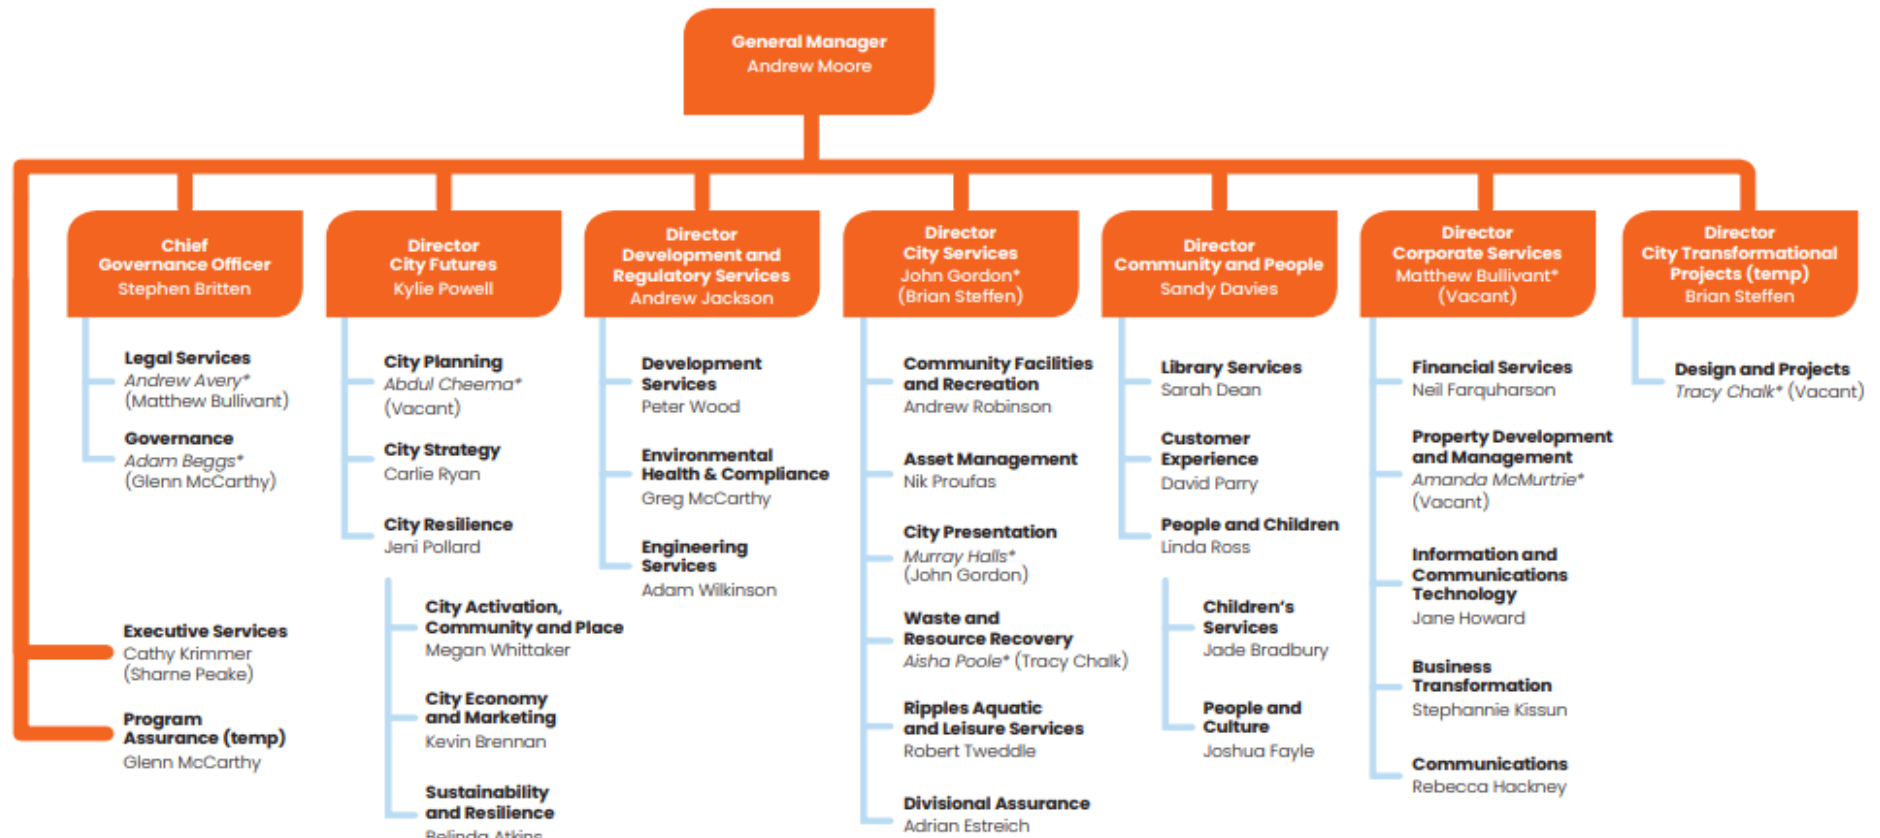 General Manager
Andrew Moore
Chief
Governance Officer
Stephen Britten
Director
City Futures
Kylie Powell
Director
Development and
Regulatory Services
Andrew Jackson
Director
City Services
John Gordon*
(Brian Steffen)
Director
Community and People
Sandy Davies
Director
Corporate Services
Matthew Bullivant*
(Vacant)
Director
City Transformational
Projects (temp)
Brian Steffen
Legal Services
Andrew Avery*
(Matthew Bullivant)
Governance
Adam Beggs*
(Glenn McCarthy)
Executive Services
Cathy Krimmer
(Sharne Peake)
Program
Assurance (temp)
Glenn McCarthy
City Planning
Abdul Cheema*
(Vacant)
City Strategy
Carlie Ryan
City Resilience
Jeni Pollard
City Activation,
Community and Place
Megan Whittaker
City Economy
and Marketing
Kevin Brennan
Sustainability
and Resilience
Belinda Atkins
Development
Services
Peter Wood
Environmental
Health & Compliance
Greg McCarthy
Engineering
Services
Adam Wilkinson
Community Facilities
and Recreation
Andrew Robinson
Asset Management
Nik Proufas
City Presentation
Murray Halls*
(John Gordon)
Waste and
Resource Recovery
Aisha Poole* (Tracy Chalk)
Ripples Aquatic
and Leisure Services
Robert Tweddle
Divisional Assurance
Adrian Estreich
Library Services
Sarah Dean
Customer
Experience
David Parry
People and Children
Linda Ross
Children's
Services
Jade Bradbury
People and
Culture
Joshua Fayle
Financial Services
Neil Farquharson
Property Development
and Management
Amanda McMurtrie*
(Vacant)
Information and
Communications
Technology
Jane Howard
Business
Transformation
Stephannie Kissun
Communications
Rebecca Hackney
Design and Projects
Tracy Chalk* (Vacant)